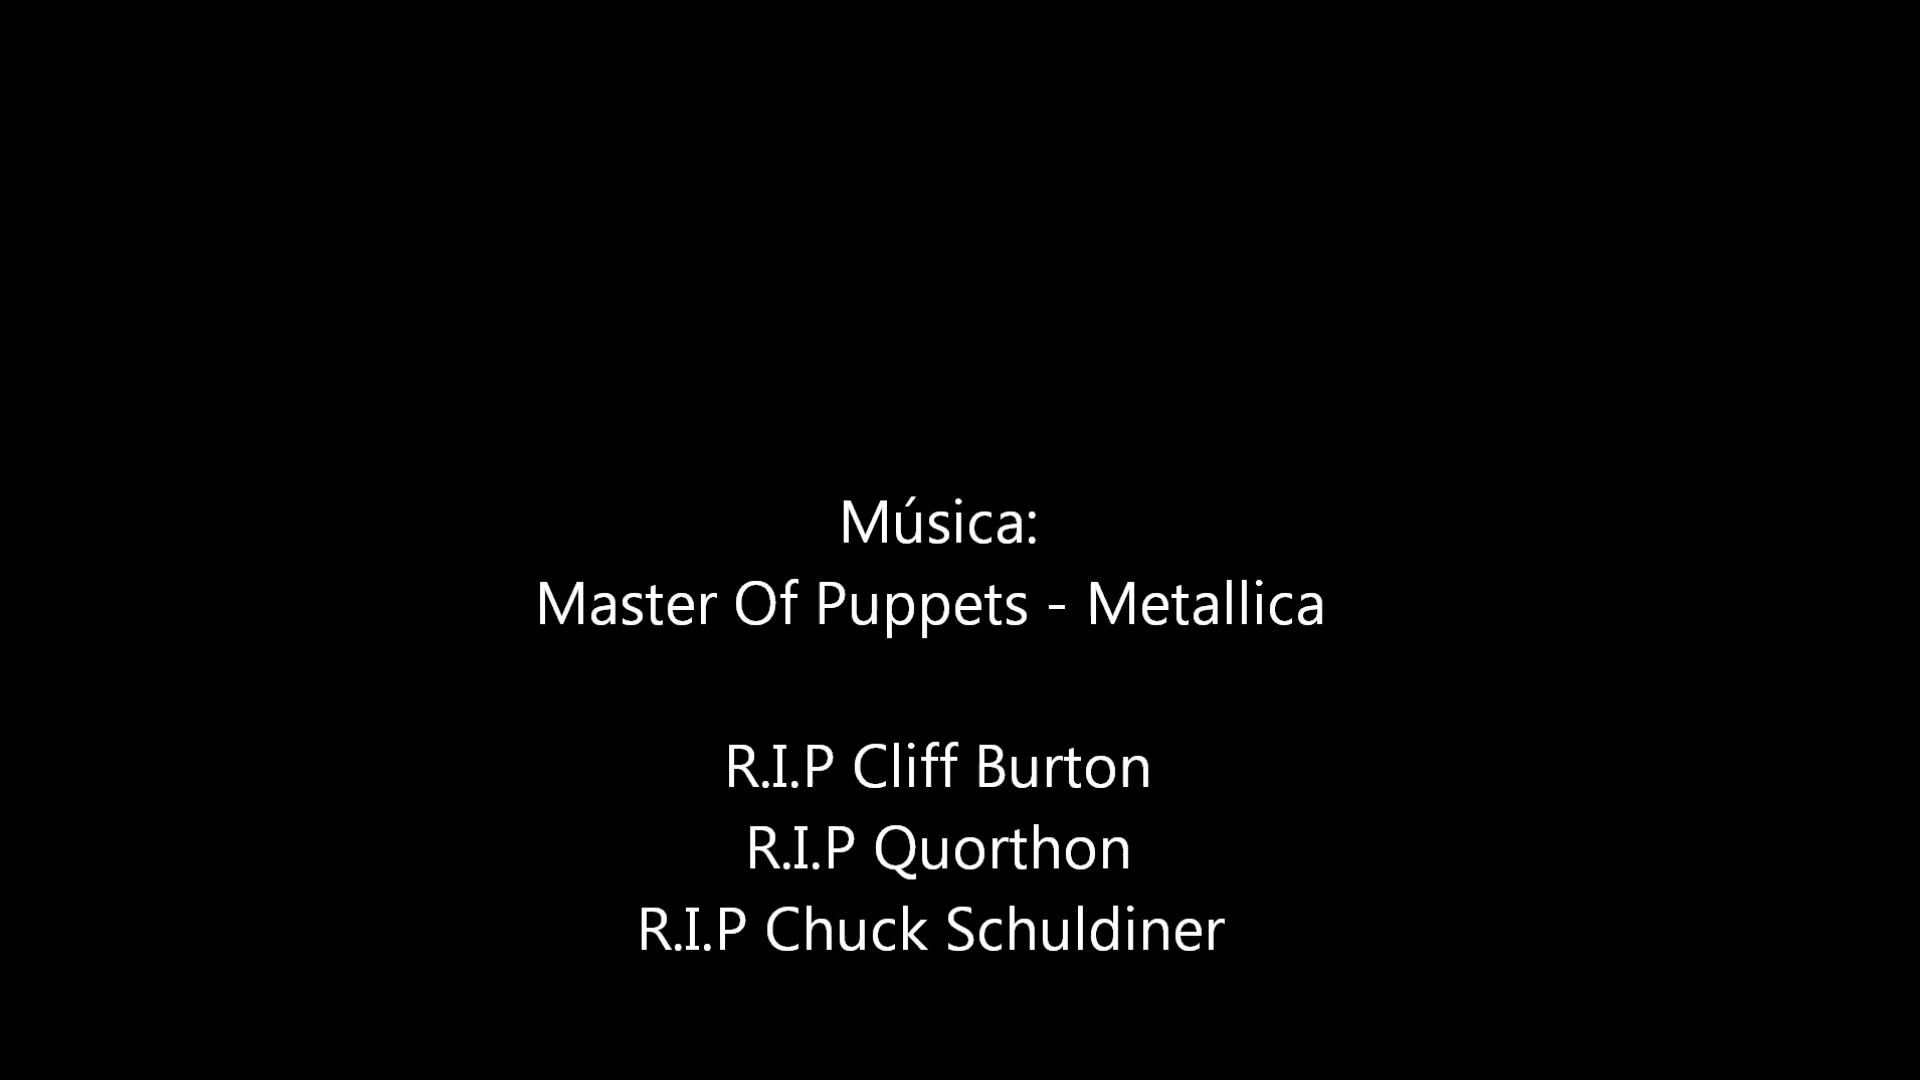 Música:
Master Of Puppets - Metallica
R.I.P Cliff Burton
R.I.P Quorthon
R.I.P Chuck Schuldiner